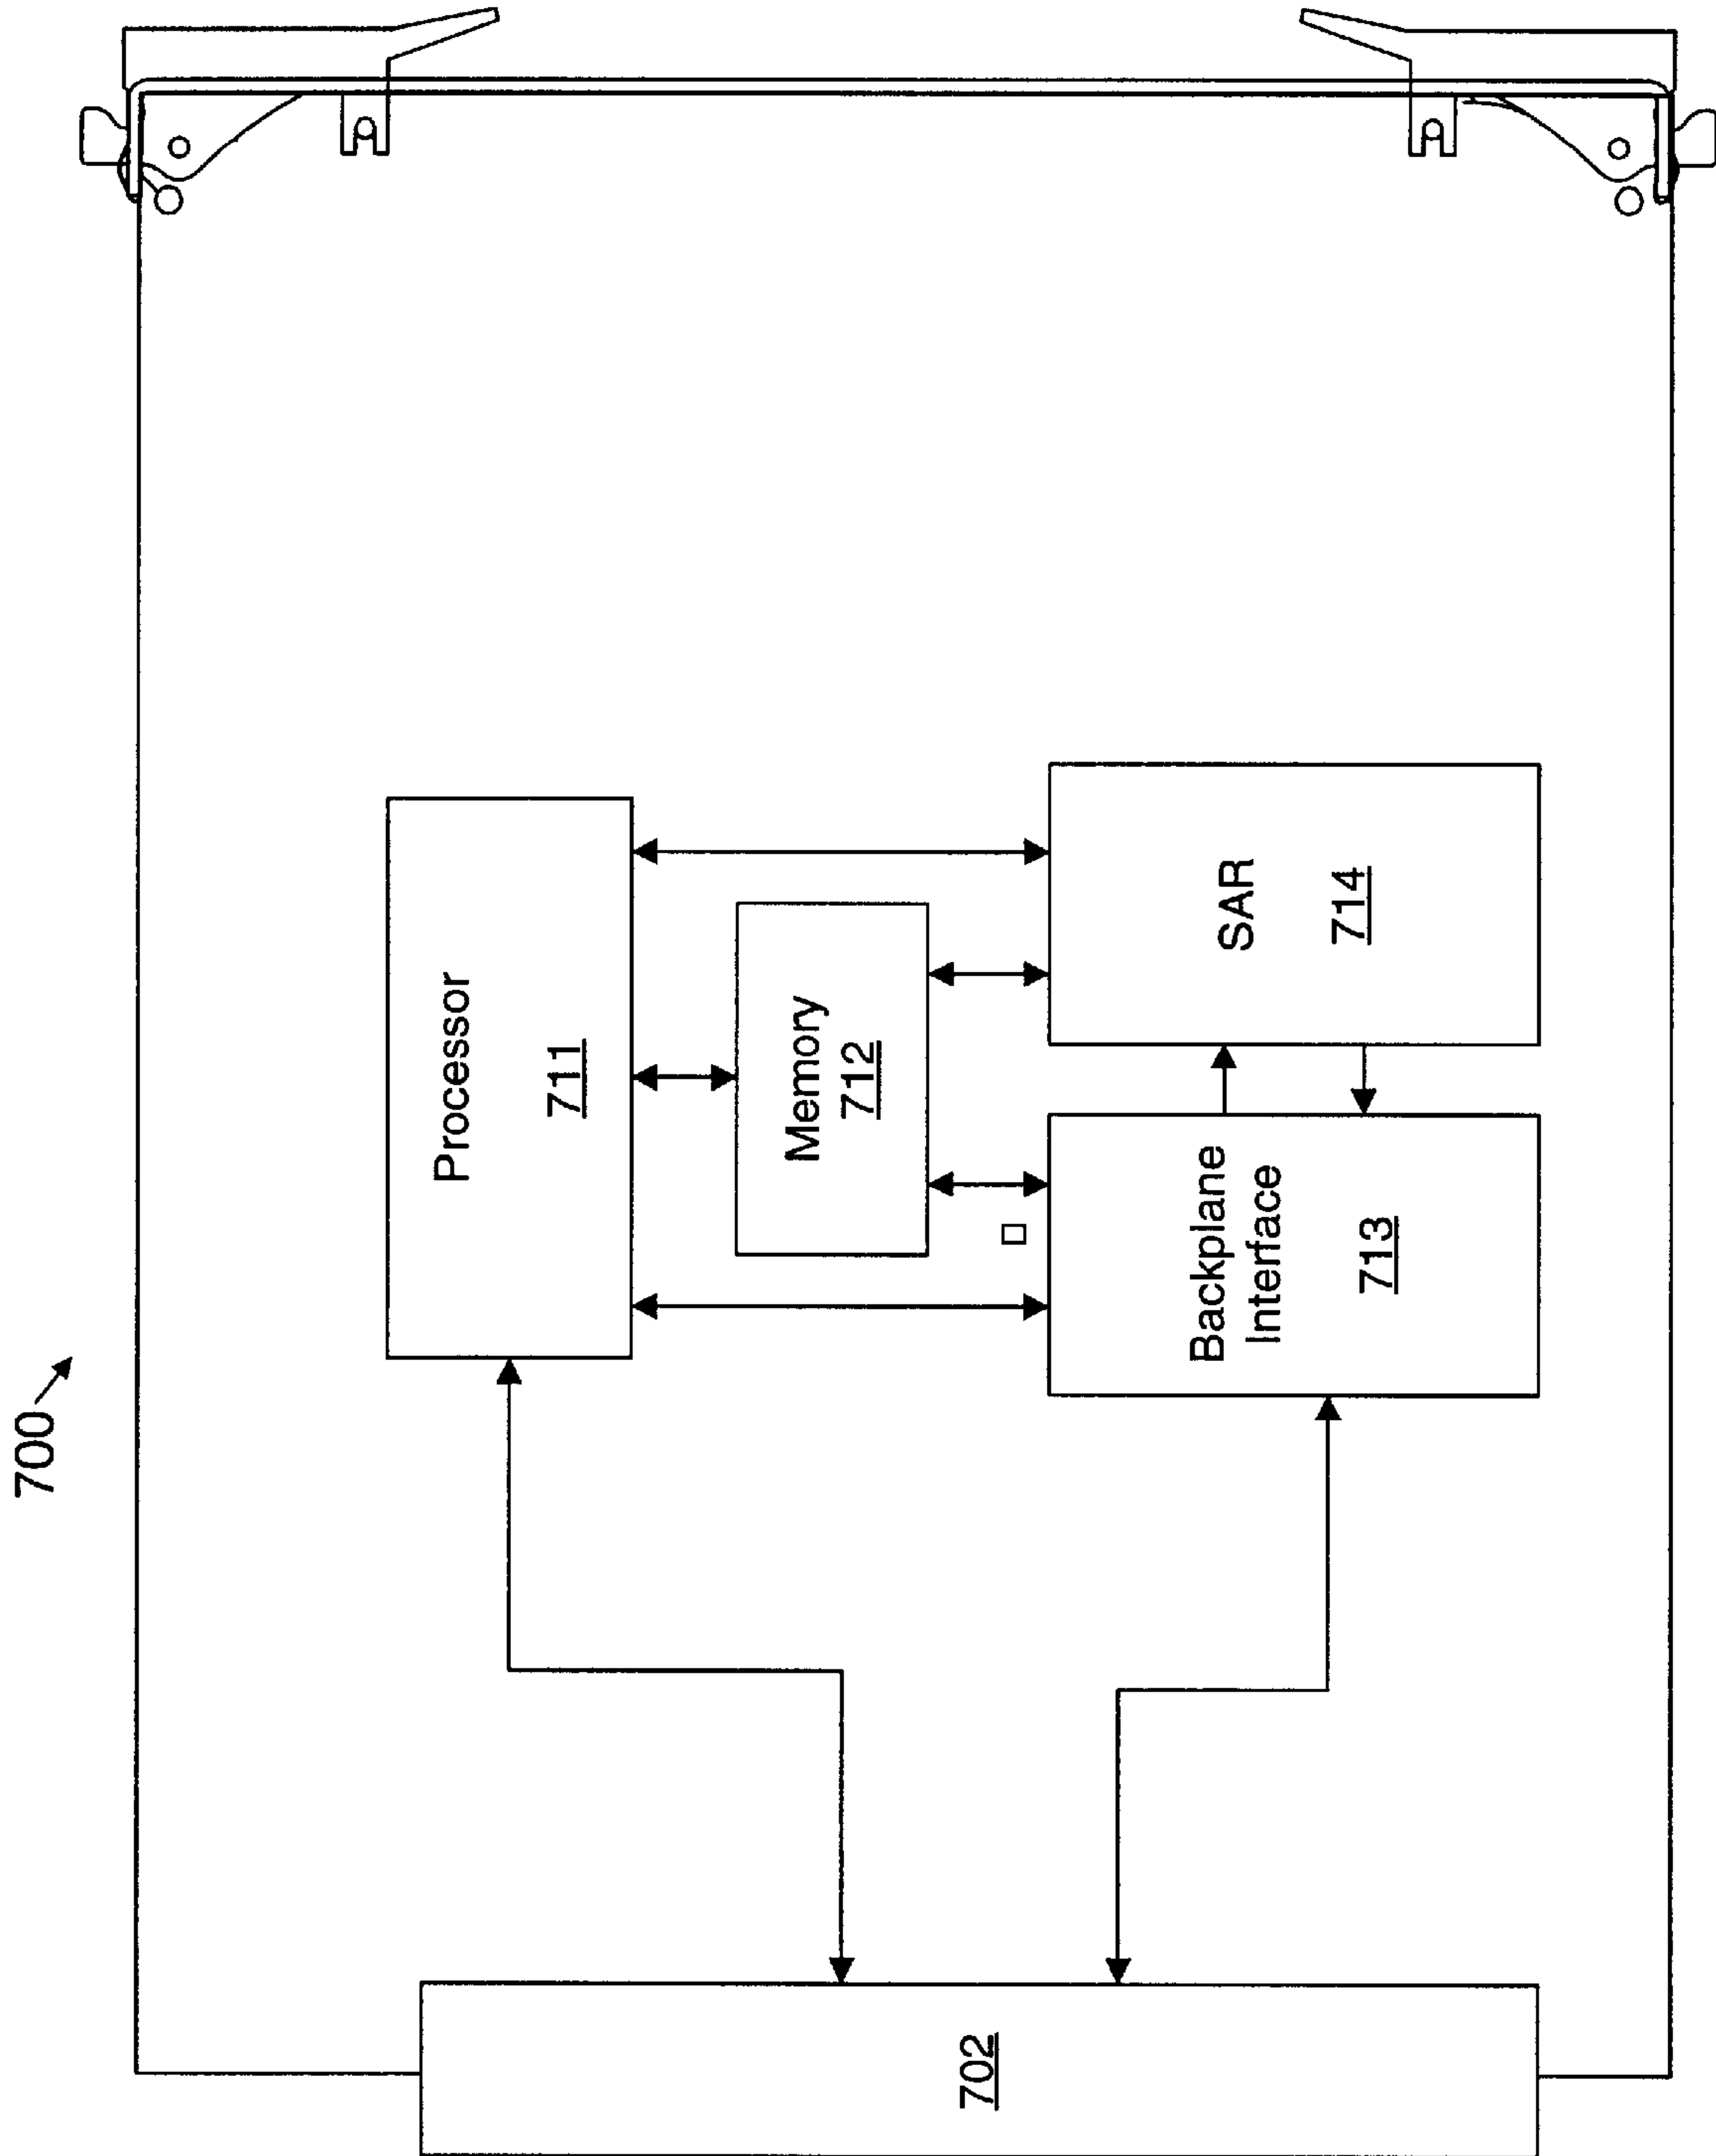 700
Processor
711
Memory
712
SAR
714
Backplane
Interface
713
702